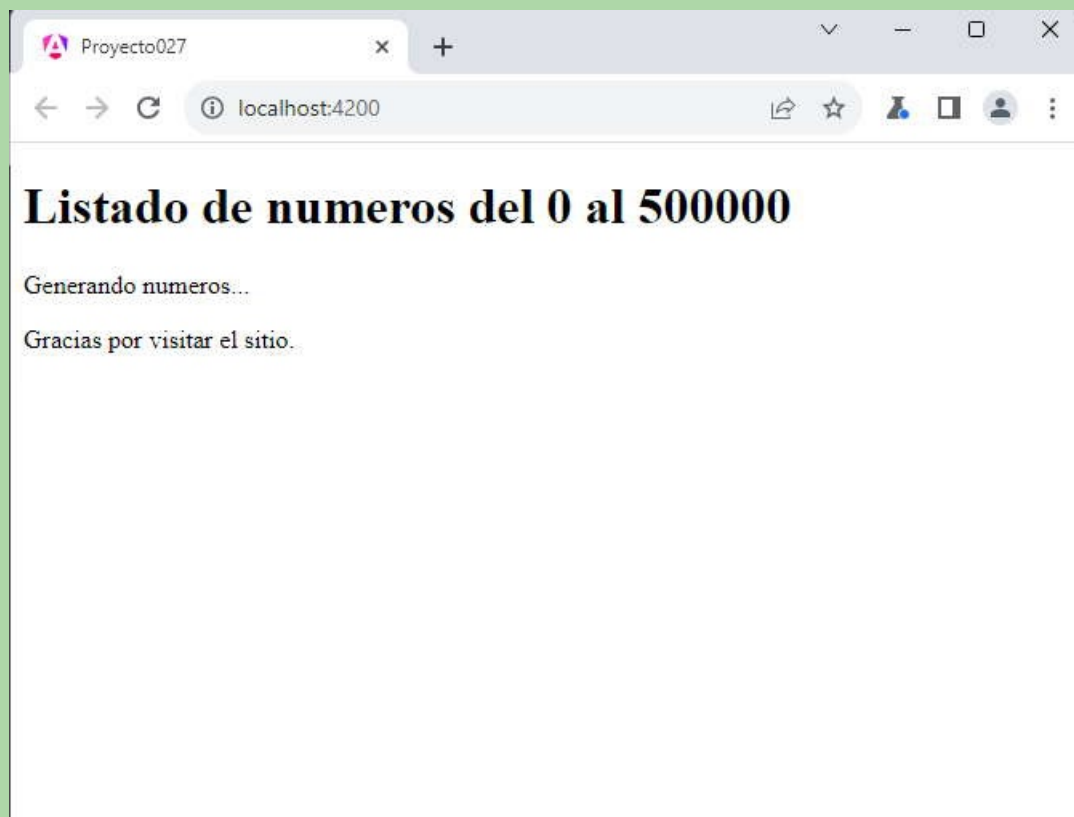 Proyecto027
localhost:4200
Listado de numeros del 0 al 500000
Generando numeros...
Gracias por visitar el sitio.